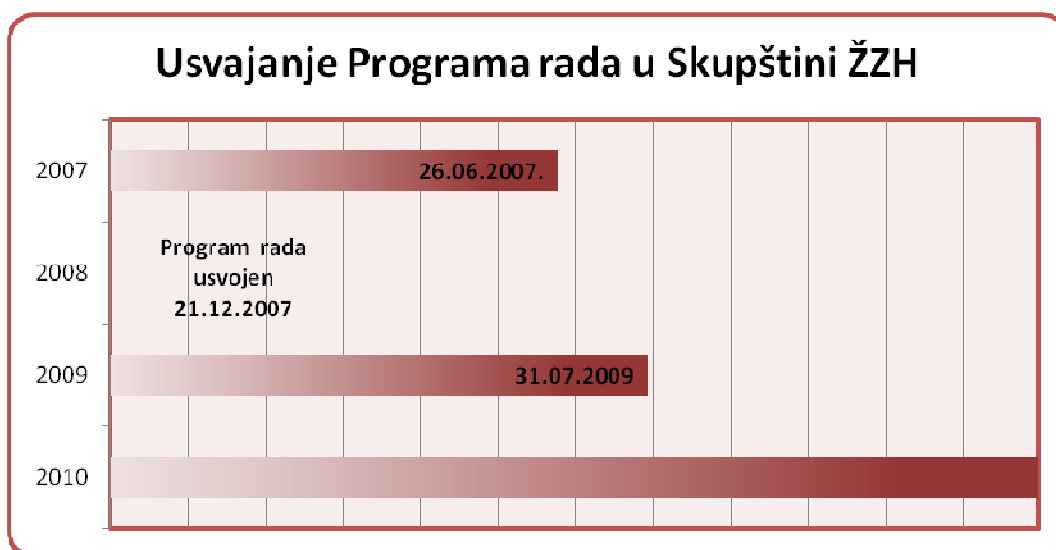 Usvajanje Programa rada u Skupštini ŽZH
2007
26.06.2007.
Program rada
usvojen
21.12.2007
2008
2009
31.07.2009
2010